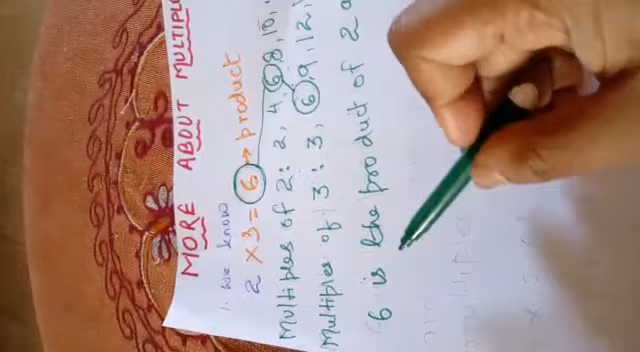 MORE ABOUT MULTIPL
1. We know
2 x 3 = 6 → product
Multiples of 2 : 2, 4, 6, 8, 10,
Multiples of 3 : 3, 6, 9, 12,
6 is the product of 2 a